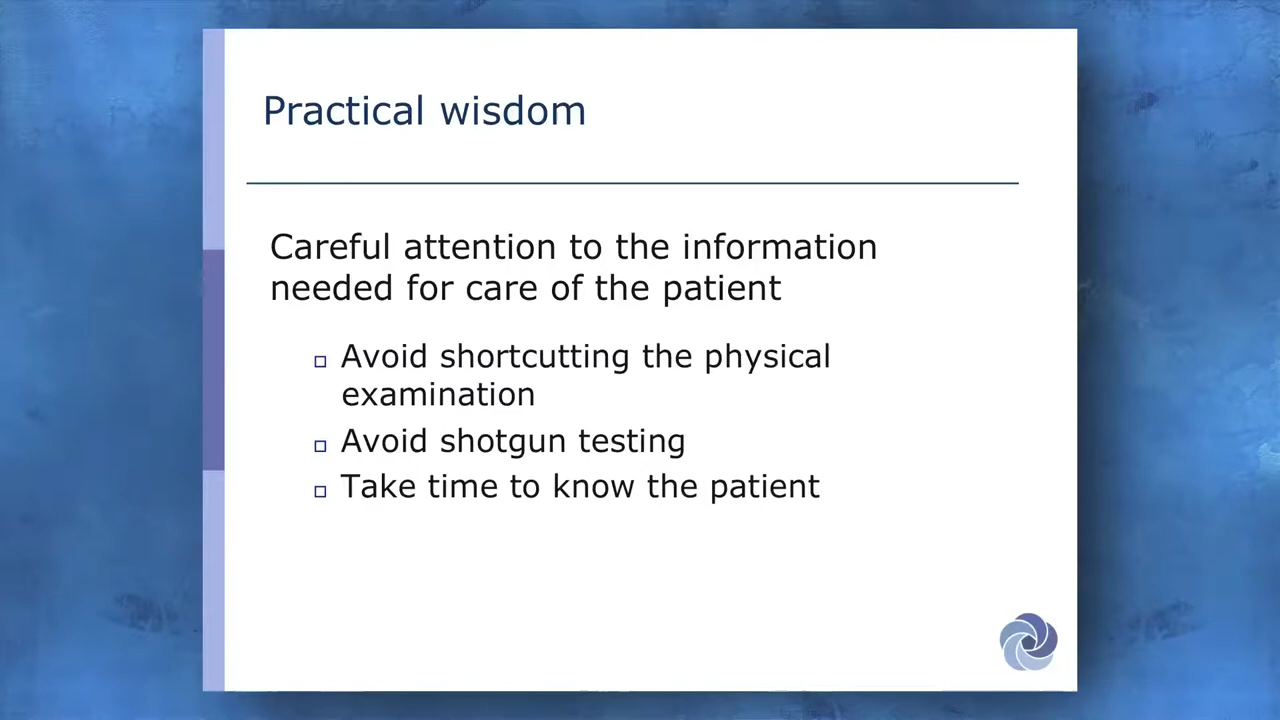 Practical wisdom
Careful attention to the information
needed for care of the patient
Avoid shortcutting the physical
examination
Avoid shotgun testing
Take time to know the patient